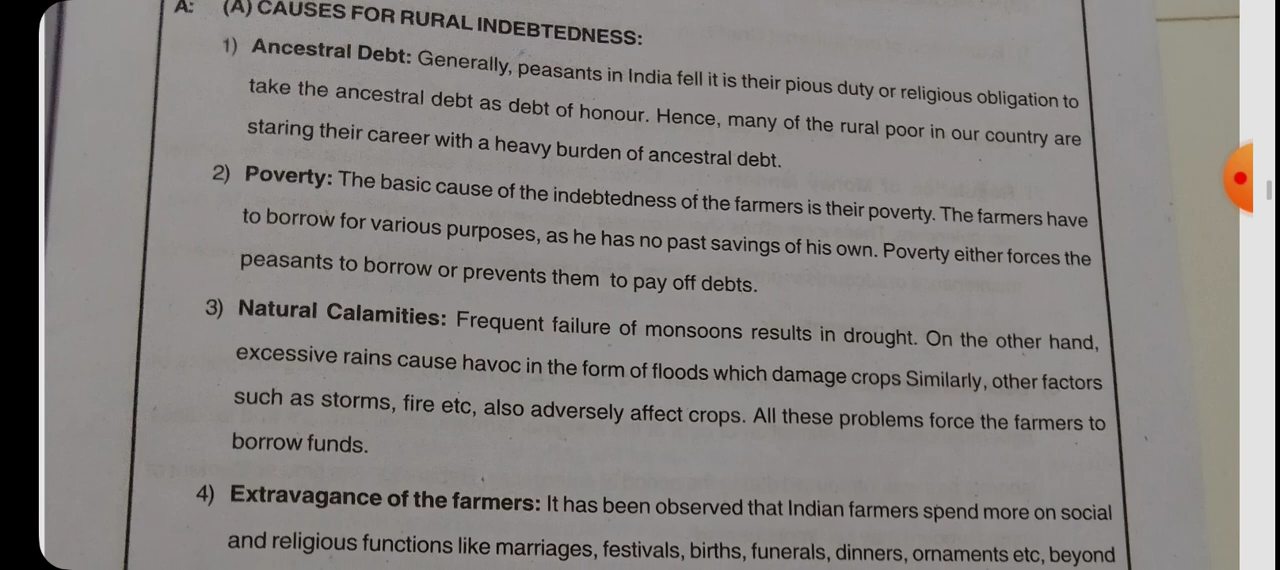 A: (A) CAUSES FOR RURAL INDEBTEDNESS:
1) Ancestral Debt: Generally, peasants in India fell it is their pious duty or religious obligation to
take the ancestral debt as debt of honour. Hence, many of the rural poor in our country are
staring their career with a heavy burden of ancestral debt.
2) Poverty: The basic cause of the indebtedness of the farmers is their poverty. The farmers have
to borrow for various purposes, as he has no past savings of his own. Poverty either forces the
peasants to borrow or prevents them to pay off debts.
3) Natural Calamities: Frequent failure of monsoons results in drought. On the other hand,
excessive rains cause havoc in the form of floods which damage crops Similarly, other factors
such as storms, fire etc, also adversely affect crops. All these problems force the farmers to
borrow funds.
4) Extravagance of the farmers: It has been observed that Indian farmers spend more on social
and religious functions like marriages, festivals, births, funerals, dinners, ornaments etc, beyond